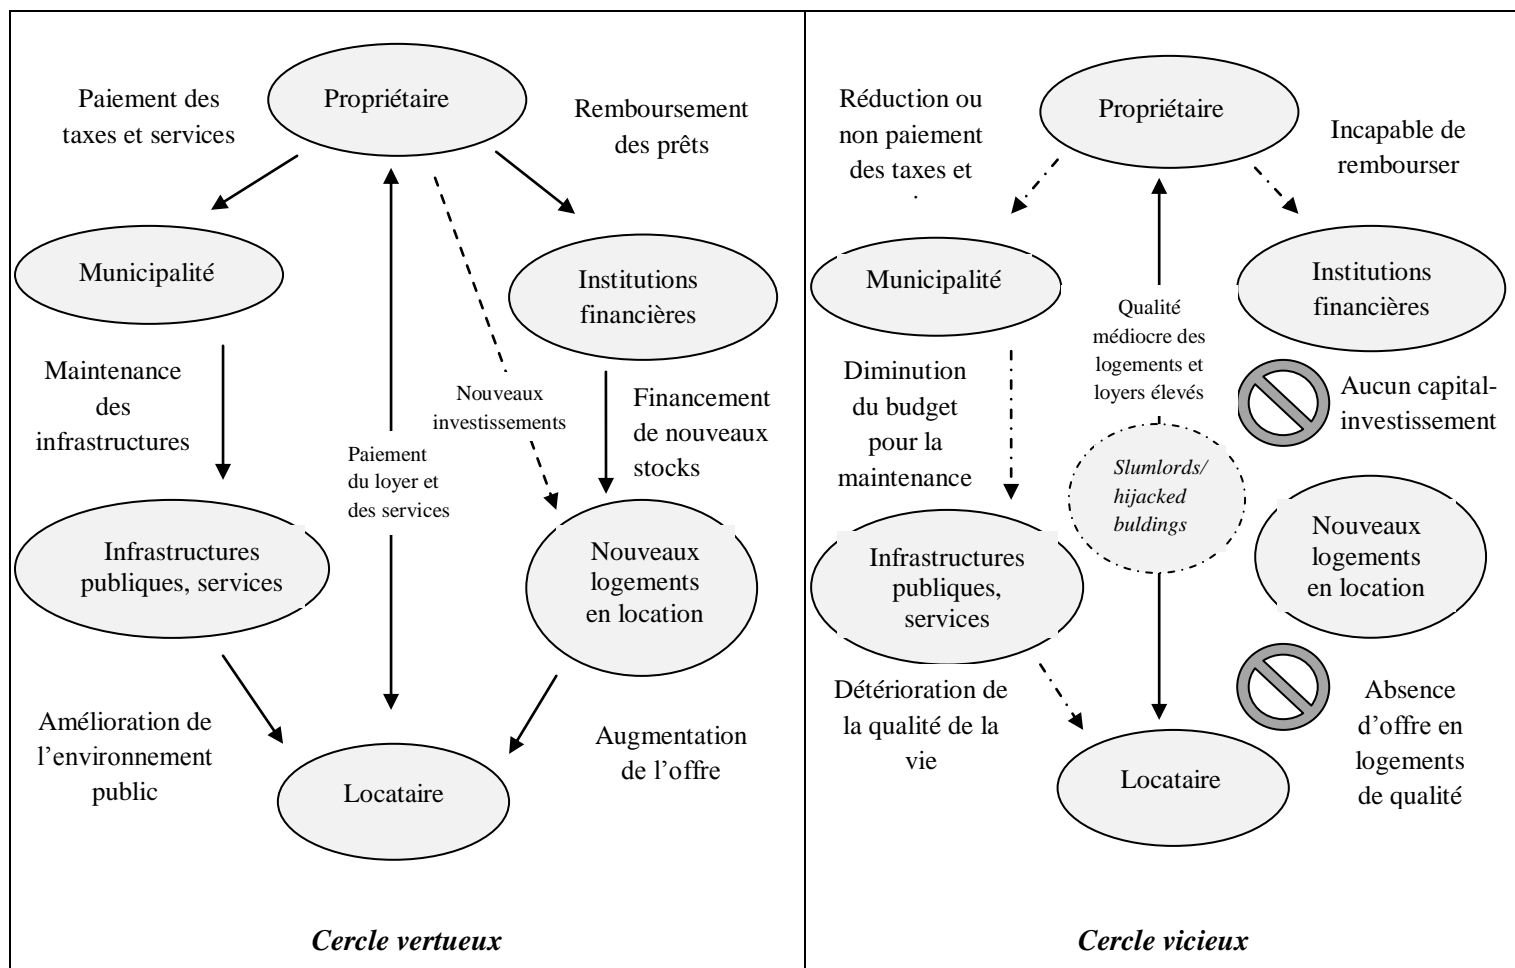 Propriétaire
Paiement des
taxes et services
Remboursement
des prêts
Municipalité
Institutions
financières
Maintenance
des
infrastructures
Nouveaux
investissements
Financement
de nouveaux
stocks
Paiement
du loyer et
des services
Infrastructures
publiques, services
Nouveaux
logements
en location
Amélioration de
l’environnement
public
Augmentation
de l’offre
Locataire
Cercle vertueux
Propriétaire
Réduction ou
non paiement
des taxes et
Incapable de
rembourser
Municipalité
Institutions
financières
Qualité
médiocre des
logements et
loyers élevés
Diminution
du budget
pour la
maintenance
Aucun capital-
investissement
Slumlords/
hijacked
buldings
Infrastructures
publiques,
services
Nouveaux
logements
en location
Détérioration de
la qualité de la
vie
Absence
d’offre en
logements
de qualité
Locataire
Cercle vicieux